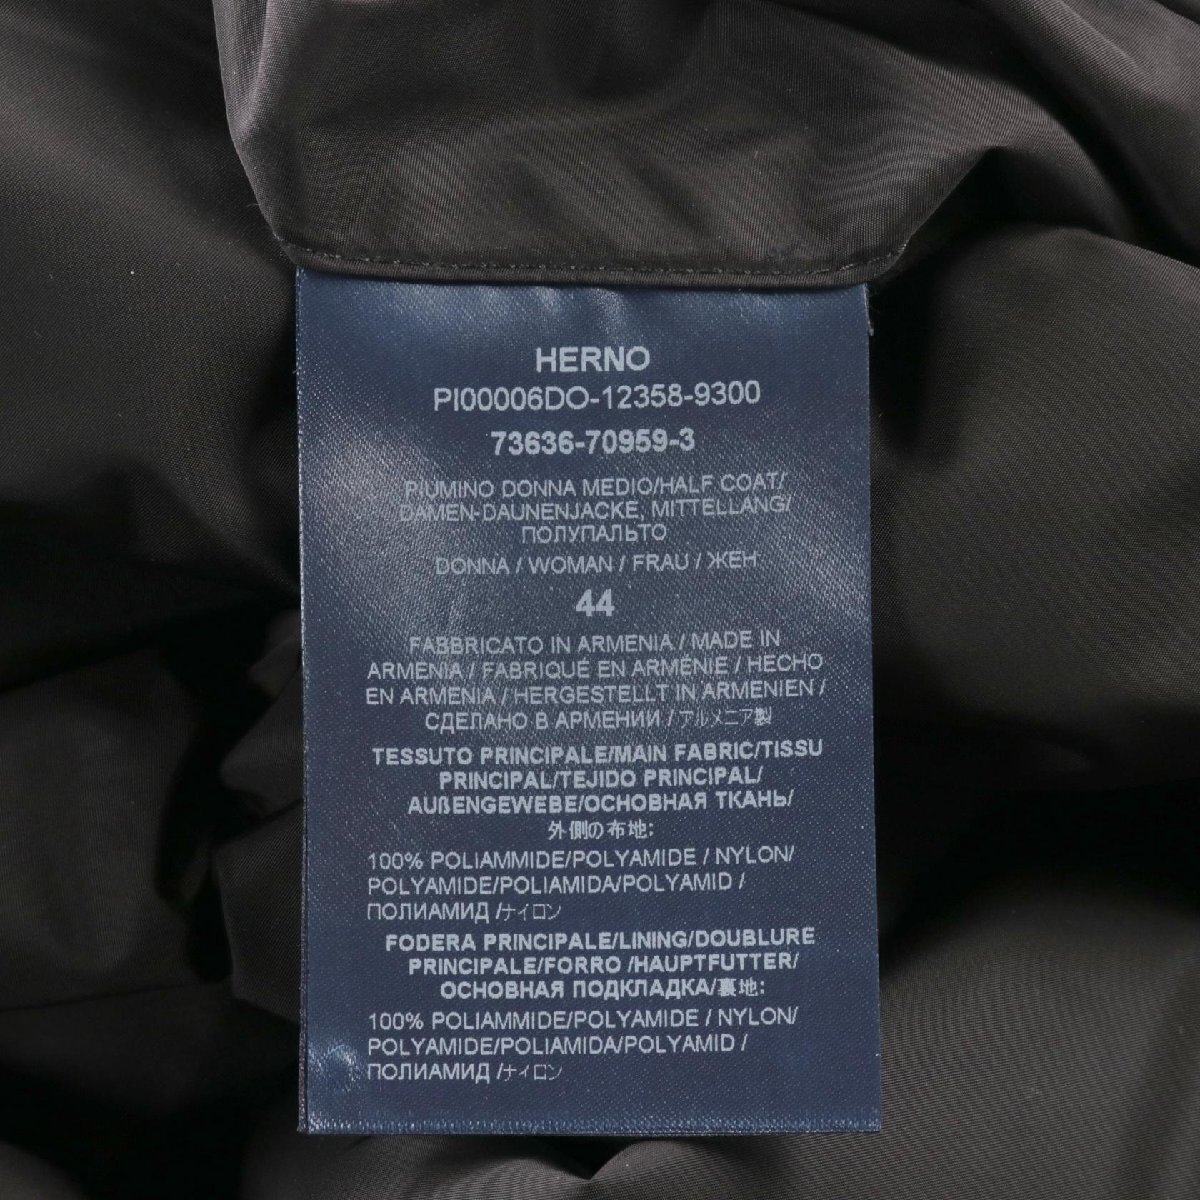 HERNO
PI00006DO-12358-9300
73636-70959-3
PIUMINO DONNA MEDIO/HALF COAT/
DAMEN-DAUNENJACKE, MITTELLANG/
ПОЛУПАЛЬТО
DONNA / WOMAN / FRAU / ЖЕН
44
FABBRICATO IN ARMENIA / MADE IN
ARMENIA / FABRIQUÉ EN ARMÉNIE / HECHO
EN ARMENIA / HERGESTELLT IN ARMENIEN /
СДЕЛАНО В АРМЕНИИ / アルメニア製
TESSUTO PRINCIPALE/MAIN FABRIC/TISSU
PRINCIPAL/TEJIDO PRINCIPAL/
AUßENGEWEBE/ОСНОВНАЯ ТКАНЬ/
外側の布地:
100% POLIAMMIDE/POLYAMIDE / NYLON/
POLYAMIDE/POLIAMIDA/POLYAMID /
ПОЛИАМИД /ナイロン
FODERA PRINCIPALE/LINING/DOUBLURE
PRINCIPALE/FORRO /HAUPTFUTTER/
ОСНОВНАЯ ПОДКЛАДКА/裏地:
100% POLIAMMIDE/POLYAMIDE / NYLON/
POLYAMIDE/POLIAMIDA/POLYAMID /
ПОЛИАМИД /ナイロン